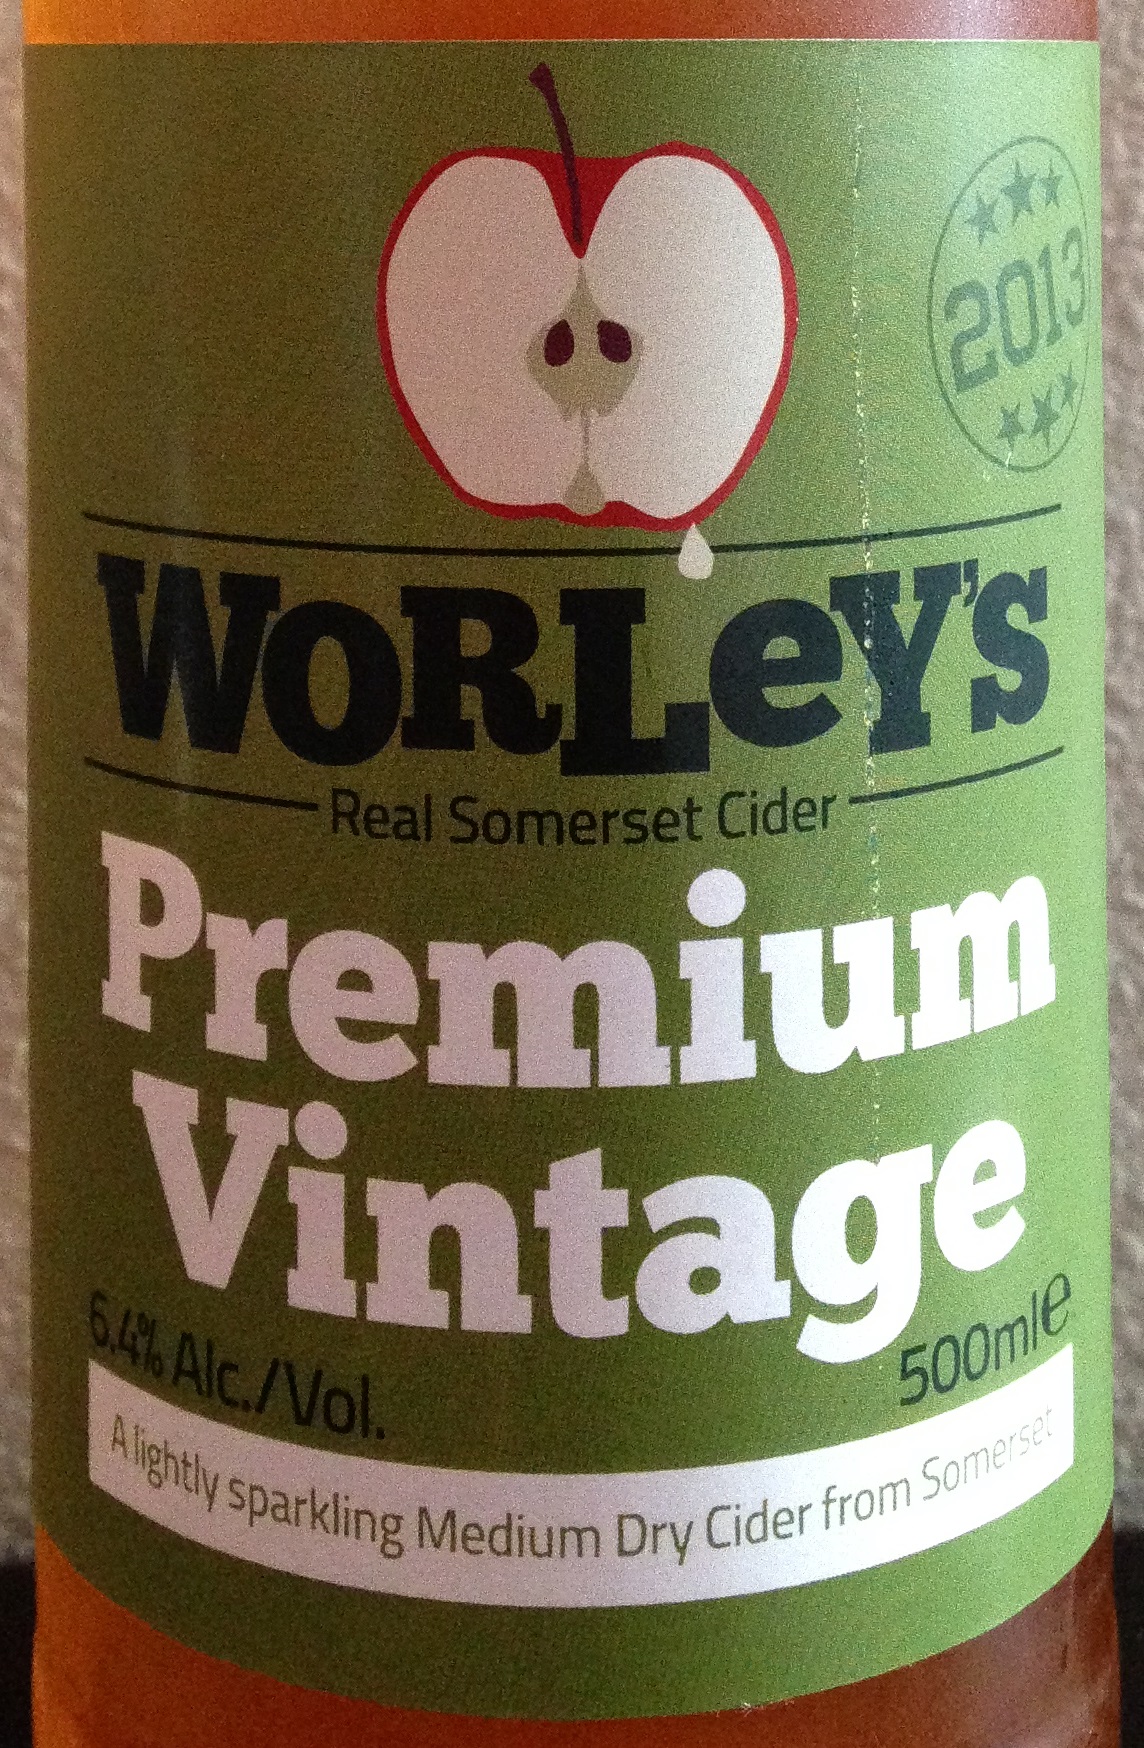 2013
WORLeY'S
Real Somerset Cider
Premium
Vintage
6.4% Alc./Vol.
500ml℮
A lightly sparkling Medium Dry Cider from Somerset